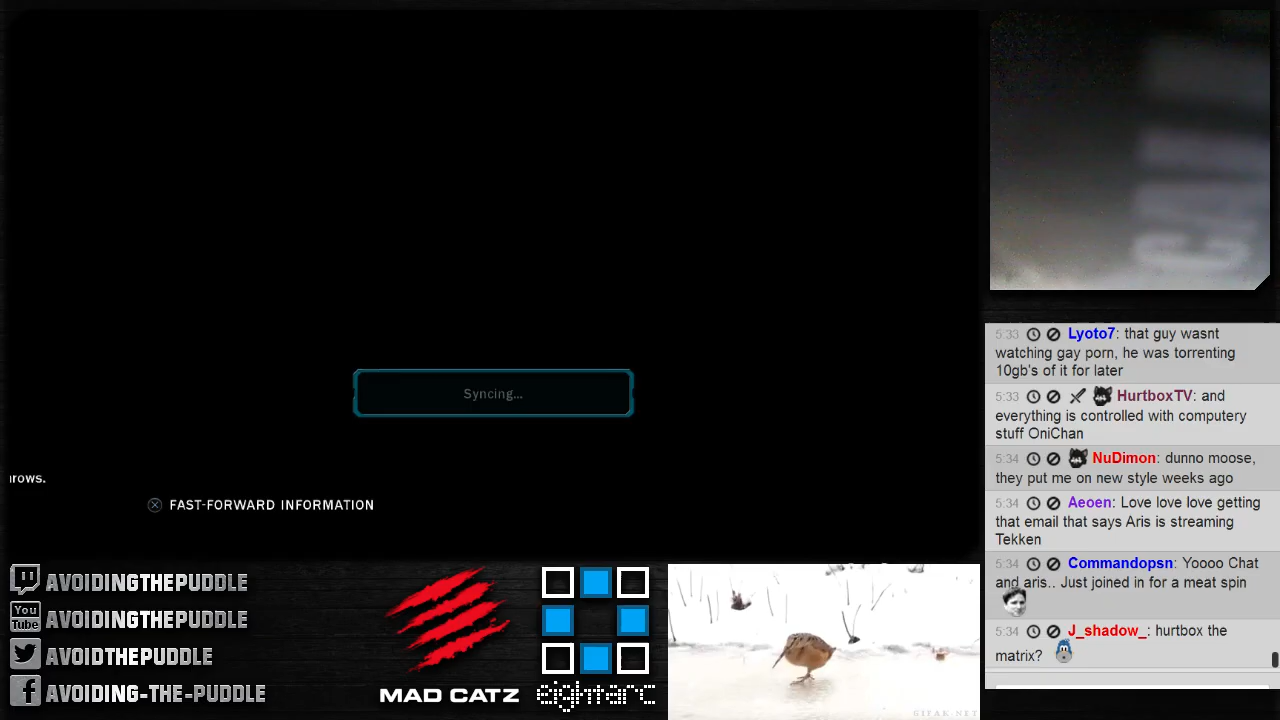 Syncing...
ırows.
FAST-FORWARD INFORMATION
5:33 Lyoto7: that guy wasnt
watching gay porn, he was torrenting
10gb's of it for later
5:33 HurtboxTV: and
everything is controlled with computery
stuff OniChan
5:34 NuDimon: dunno moose,
they put me on new style weeks ago
5:34 Aeoen: Love love love getting
that email that says Aris is streaming
Tekken
5:34 Commandopsn: Yoooo Chat
and aris.. Just joined in for a meat spin
5:34 J_shadow_: hurtbox the
matrix?
AVOIDINGTHEPUDDLE
You
Tube
AVOIDINGTHEPUDDLE
AVOIDTHEPUDDLE
f AVOIDING-THE-PUDDLE
MAD CATZ
eightarc
GIFAK.NET